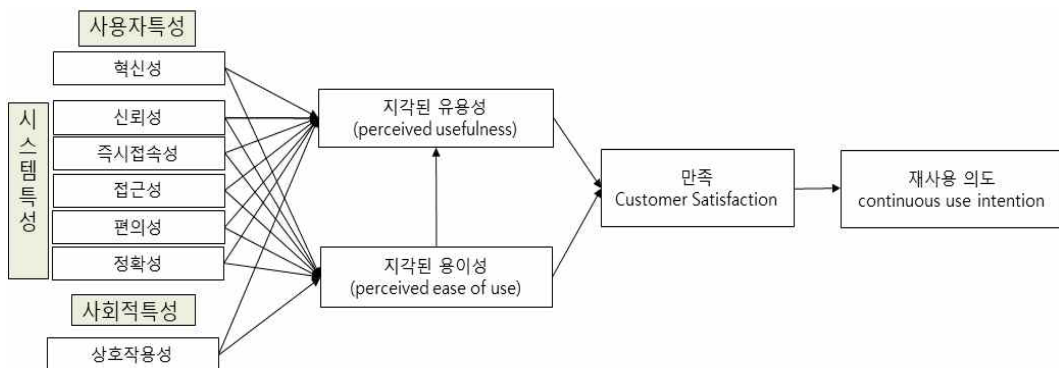 사용자특성
혁신성
시스템특성
신뢰성
즉시접속성
접근성
편의성
정확성
사회적특성
상호작용성
지각된 유용성
(perceived usefulness)
지각된 용이성
(perceived ease of use)
만족
Customer Satisfaction
재사용 의도
continuous use intention